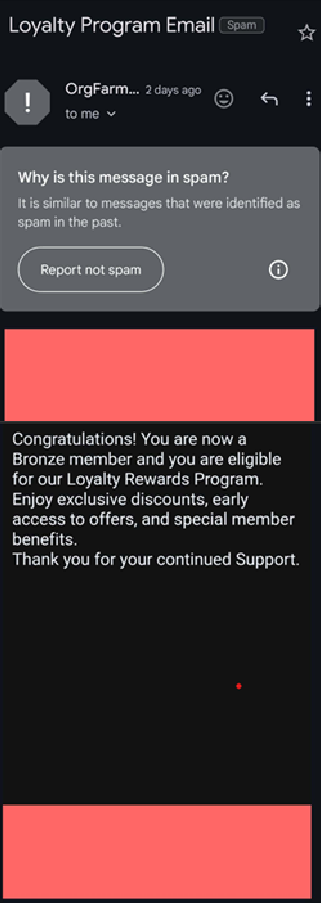 Loyalty Program Email Spam
OrgFarm... 2 days ago
to me
Why is this message in spam?
It is similar to messages that were identified as
spam in the past.
Report not spam
Congratulations! You are now a
Bronze member and you are eligible
for our Loyalty Rewards Program.
Enjoy exclusive discounts, early
access to offers, and special member
benefits.
Thank you for your continued Support.